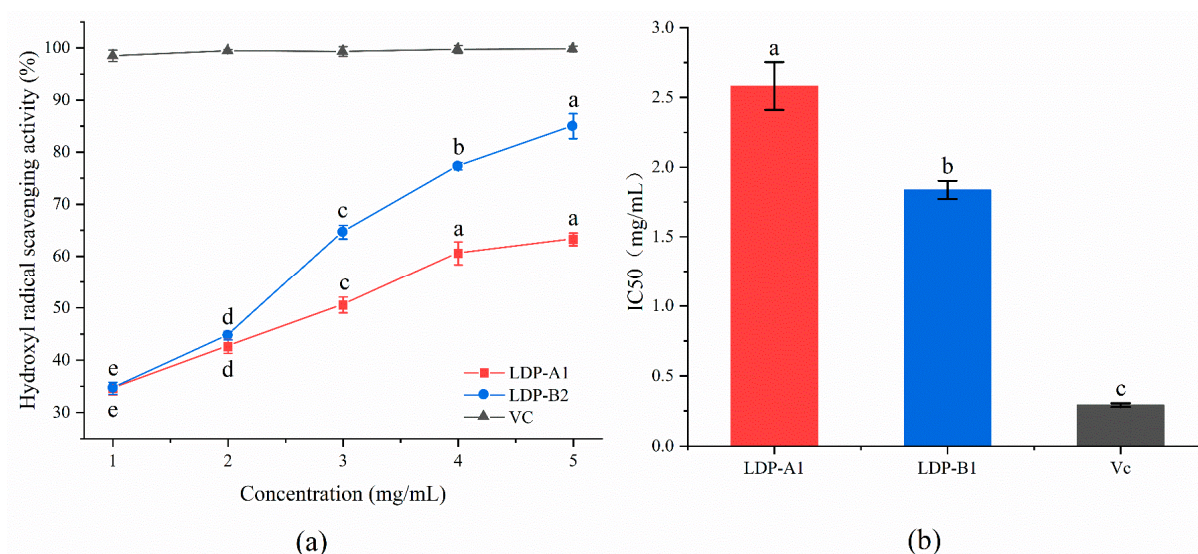 Hydroxyl radical scavenging activity (%)
100
90
80
70
60
50
40
30
a
b
c
a
a
c
d
d
e
e
LDP-A1
LDP-B2
VC
1 2 3 4 5
Concentration (mg/mL)
(a)
IC50（mg/mL）
3.0
2.5
2.0
1.5
1.0
0.5
0.0
a
b
c
LDP-A1 LDP-B1 Vc
(b)